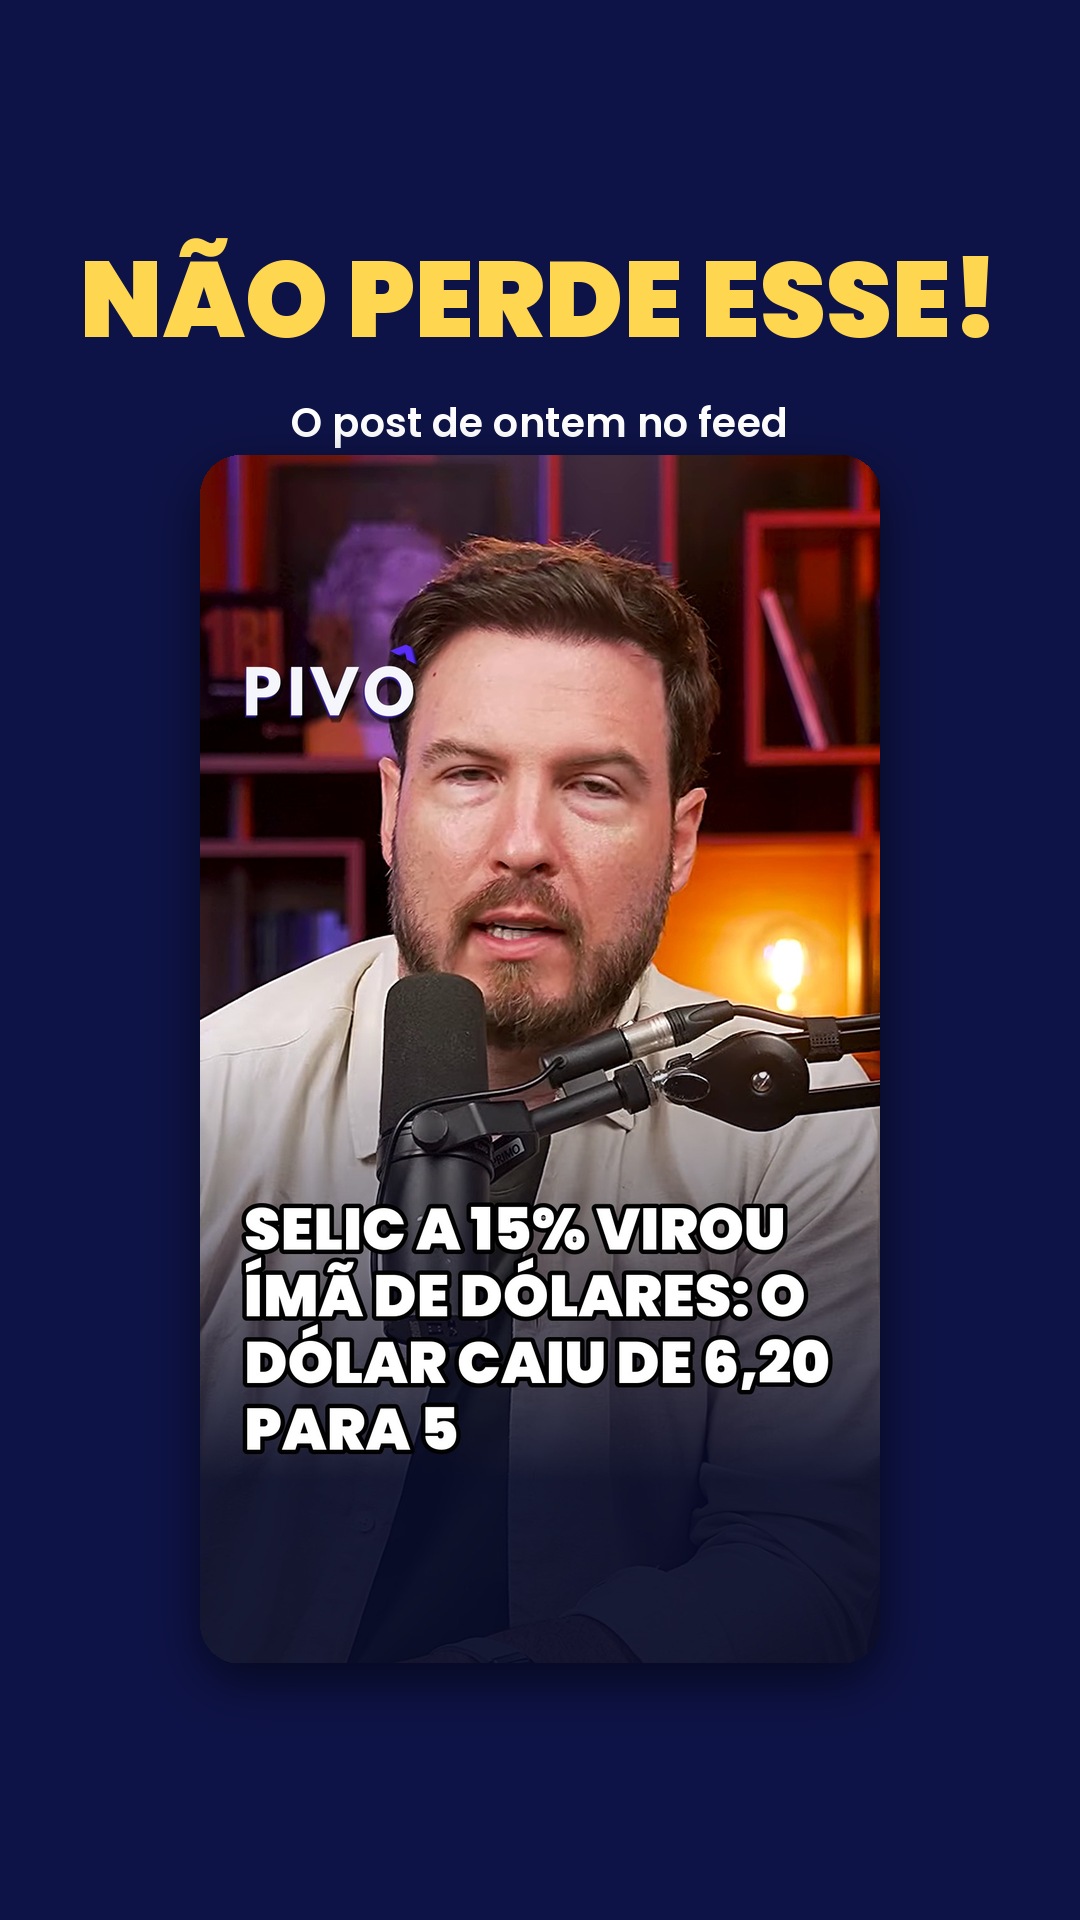 NÃO PERDE ESSE!
O post de ontem no feed
PIVÔ
SELIC A 15% VIROU
ÍMÃ DE DÓLARES: O
DÓLAR CAIU DE 6,20
PARA 5